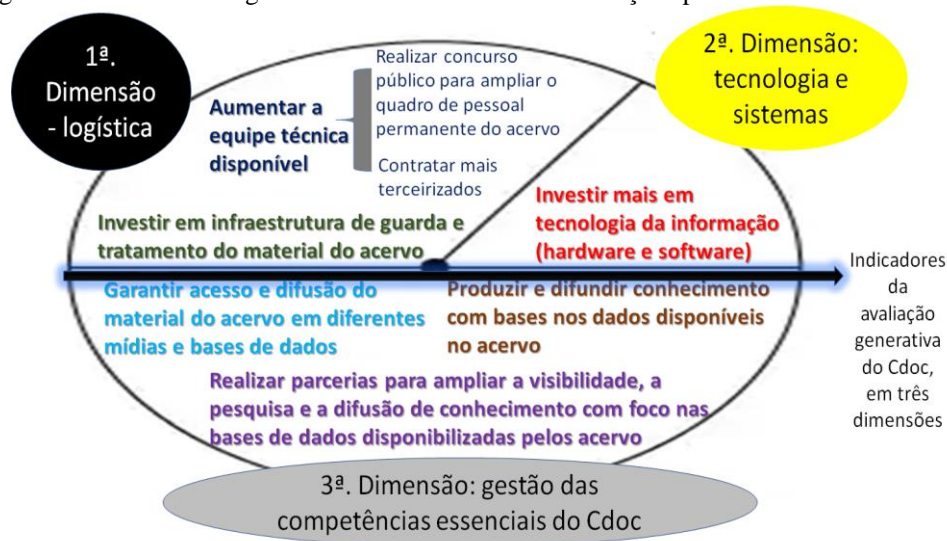 1ª.
Dimensão
- logística
2ª. Dimensão:
tecnologia e
sistemas
Aumentar a
equipe técnica
disponível
Realizar concurso
público para ampliar o
quadro de pessoal
permanente do acervo
Contratar mais
terceirizados
Investir em infraestrutura de guarda e
tratamento do material do acervo
Investir mais em
tecnologia da informação
(hardware e software)
Garantir acesso e difusão do
material do acervo em diferentes
mídias e bases de dados
Produzir e difundir conhecimento
com bases nos dados disponíveis
no acervo
Realizar parcerias para ampliar a visibilidade, a
pesquisa e a difusão de conhecimento com foco nas
bases de dados disponibilizadas pelos acervo
Indicadores
da
avaliação
generativa
do Cdoc,
em três
dimensões
3ª. Dimensão: gestão das
competências essenciais do Cdoc